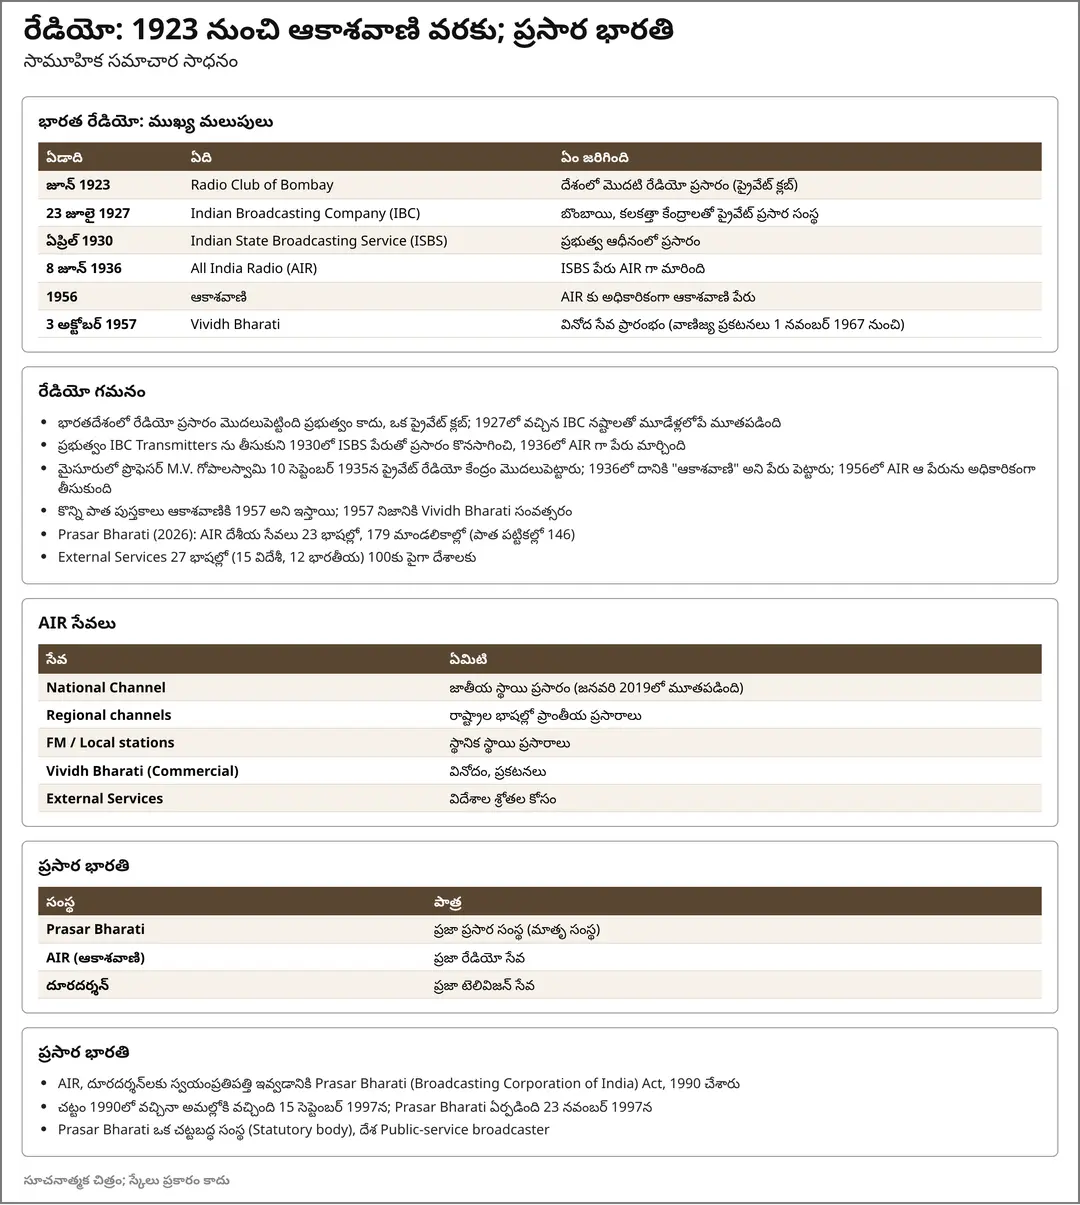 రేడియో: 1923 నుంచి ఆకాశవాణి వరకు; ప్రసార భారతి
సామూహిక సమాచార సాధనం
భారత రేడియో: ముఖ్య మలుపులు
ఏడాది ఏది ఏం జరిగింది
జూన్ 1923 Radio Club of Bombay దేశంలో మొదటి రేడియో ప్రసారం (ప్రైవేట్ క్లబ్)
23 జూలై 1927 Indian Broadcasting Company (IBC) బొంబాయి, కలకత్తా కేంద్రాలతో ప్రైవేట్ ప్రసార సంస్థ
ఏప్రిల్ 1930 Indian State Broadcasting Service (ISBS) ప్రభుత్వ ఆధీనంలో ప్రసారం
8 జూన్ 1936 All India Radio (AIR) ISBS పేరు AIR గా మారింది
1956 ఆకాశవాణి AIR కు అధికారికంగా ఆకాశవాణి పేరు
3 అక్టోబర్ 1957 Vividh Bharati వినోద సేవ ప్రారంభం (వాణిజ్య ప్రకటనలు 1 నవంబర్ 1967 నుంచి)
రేడియో గమనం
• భారతదేశంలో రేడియో ప్రసారం మొదలుపెట్టింది ప్రభుత్వం కాదు, ఒక ప్రైవేట్ క్లబ్; 1927లో వచ్చిన IBC నష్టాలతో మూడేళ్లలోపే మూతపడింది
• ప్రభుత్వం IBC Transmitters ను తీసుకుని 1930లో ISBS పేరుతో ప్రసారం కొనసాగించి, 1936లో AIR గా పేరు మార్చింది
• మైసూరులో ప్రొఫెసర్ M.V. గోపాలస్వామి 10 సెప్టెంబర్ 1935న ప్రైవేట్ రేడియో కేంద్రం మొదలుపెట్టారు; 1936లో దానికి "ఆకాశవాణి" అని పేరు పెట్టారు; 1956లో AIR ఆ పేరును అధికారికంగా
తీసుకుంది
• కొన్ని పాత పుస్తకాలు ఆకాశవాణికి 1957 అని ఇస్తాయి; 1957 నిజానికి Vividh Bharati సంవత్సరం
• Prasar Bharati (2026): AIR దేశీయ సేవలు 23 భాషల్లో, 179 మాండలికాల్లో (పాత పట్టికల్లో 146)
• External Services 27 భాషల్లో (15 విదేశీ, 12 భారతీయ) 100కు పైగా దేశాలకు
AIR సేవలు
సేవ ఏమిటి
National Channel జాతీయ స్థాయి ప్రసారం (జనవరి 2019లో మూతపడింది)
Regional channels రాష్ట్రాల భాషల్లో ప్రాంతీయ ప్రసారాలు
FM / Local stations స్థానిక స్థాయి ప్రసారాలు
Vividh Bharati (Commercial) వినోదం, ప్రకటనలు
External Services విదేశాల శ్రోతల కోసం
ప్రసార భారతి
సంస్థ పాత్ర
Prasar Bharati ప్రజా ప్రసార సంస్థ (మాతృ సంస్థ)
AIR (ఆకాశవాణి) ప్రజా రేడియో సేవ
దూరదర్శన్ ప్రజా టెలివిజన్ సేవ
ప్రసార భారతి
• AIR, దూరదర్శన్‌లకు స్వయంప్రతిపత్తి ఇవ్వడానికి Prasar Bharati (Broadcasting Corporation of India) Act, 1990 చేశారు
• చట్టం 1990లో వచ్చినా అమల్లోకి వచ్చింది 15 సెప్టెంబర్ 1997న; Prasar Bharati ఏర్పడింది 23 నవంబర్ 1997న
• Prasar Bharati ఒక చట్టబద్ధ సంస్థ (Statutory body), దేశ Public-service broadcaster
సూచనాత్మక చిత్రం; స్కేలు ప్రకారం కాదు